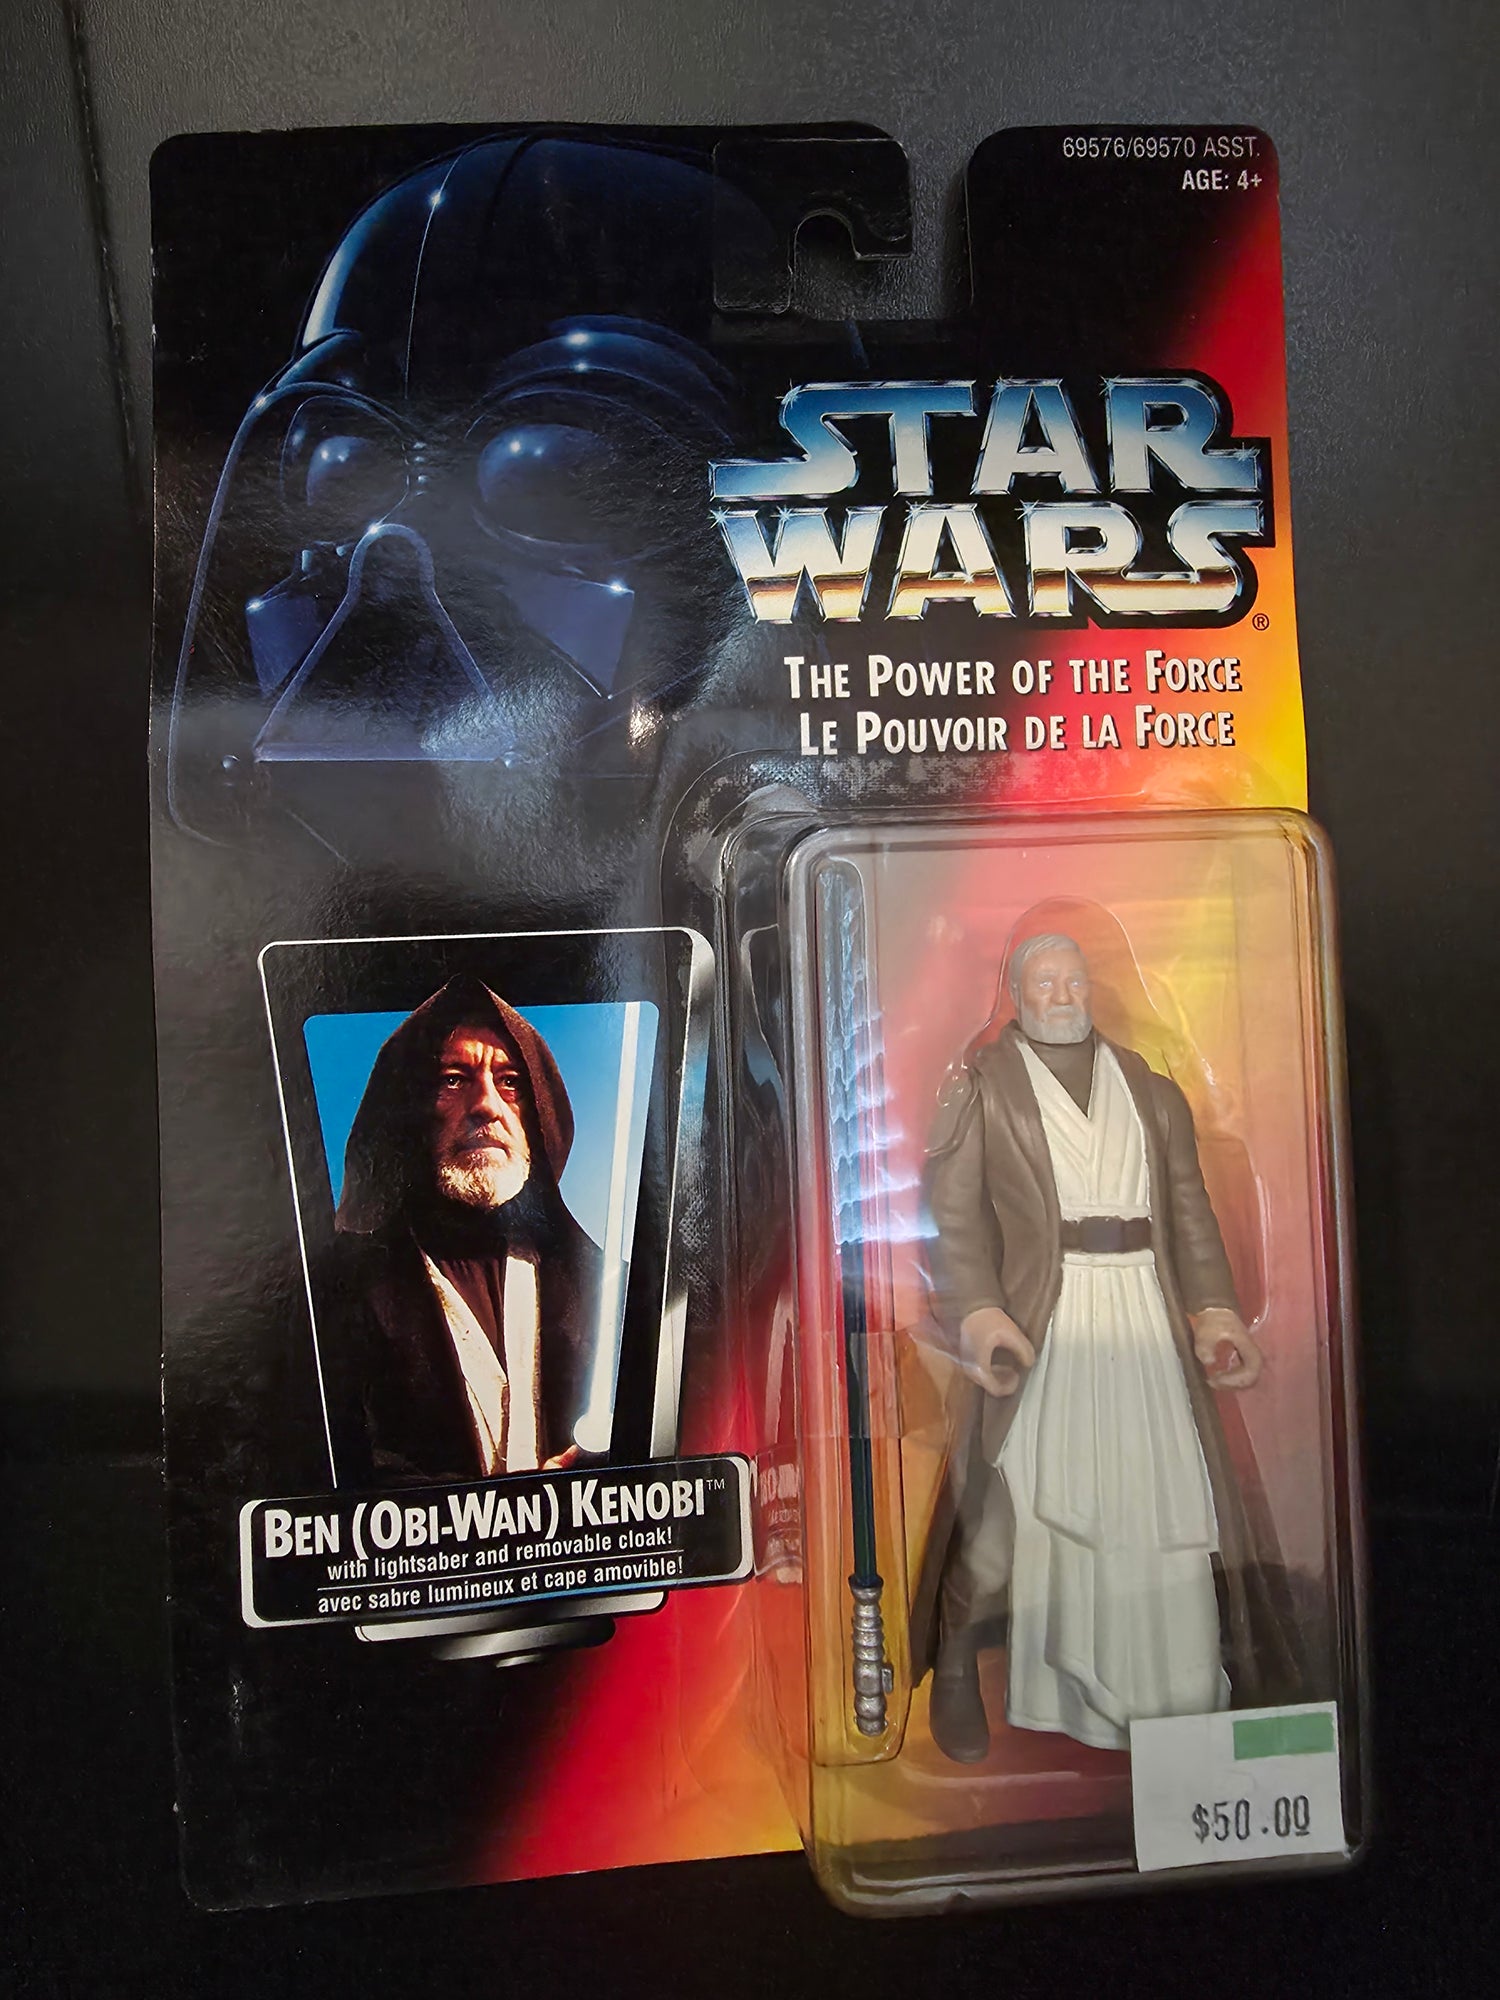 69576/69570 ASST.
AGE: 4+
STAR
WARS®
THE POWER OF THE FORCE
LE POUVOIR DE LA FORCE
BEN (OBI-WAN) KENOBI™
with lightsaber and removable cloak!
avec sabre lumineux et cape amovible!
$50.00